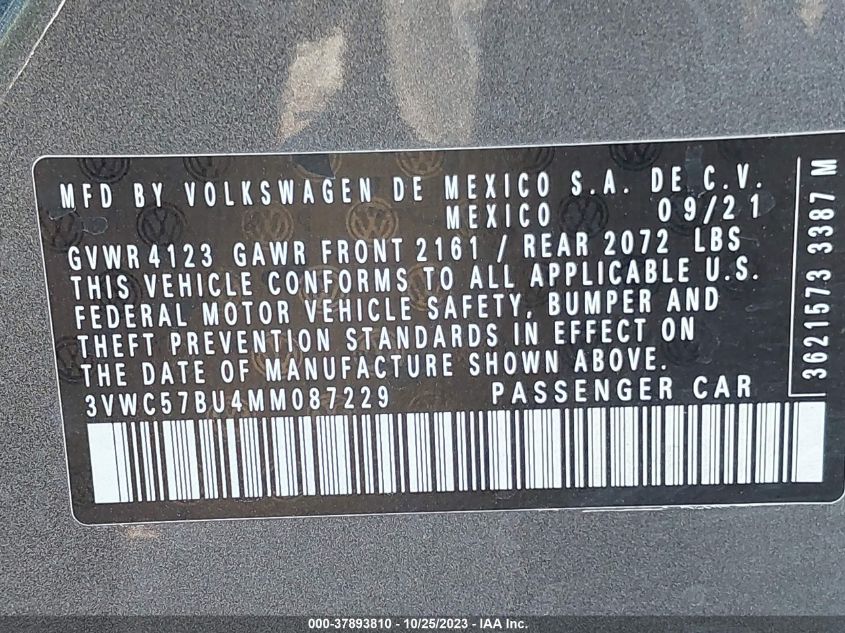 MFD BY VOLKSWAGEN DE MEXICO S.A. DE C.V.
MEXICO 09/21
GVWR 4123 GAWR FRONT 2161 / REAR 2072 LBS
THIS VEHICLE CONFORMS TO ALL APPLICABLE U.S.
FEDERAL MOTOR VEHICLE SAFETY, BUMPER AND
THEFT PREVENTION STANDARDS IN EFFECT ON
THE DATE OF MANUFACTURE SHOWN ABOVE.
3VWC57BU4MM087229 PASSENGER CAR
3621573 3387 M
000-37893810 / 10/25/2023 - IAA Inc.